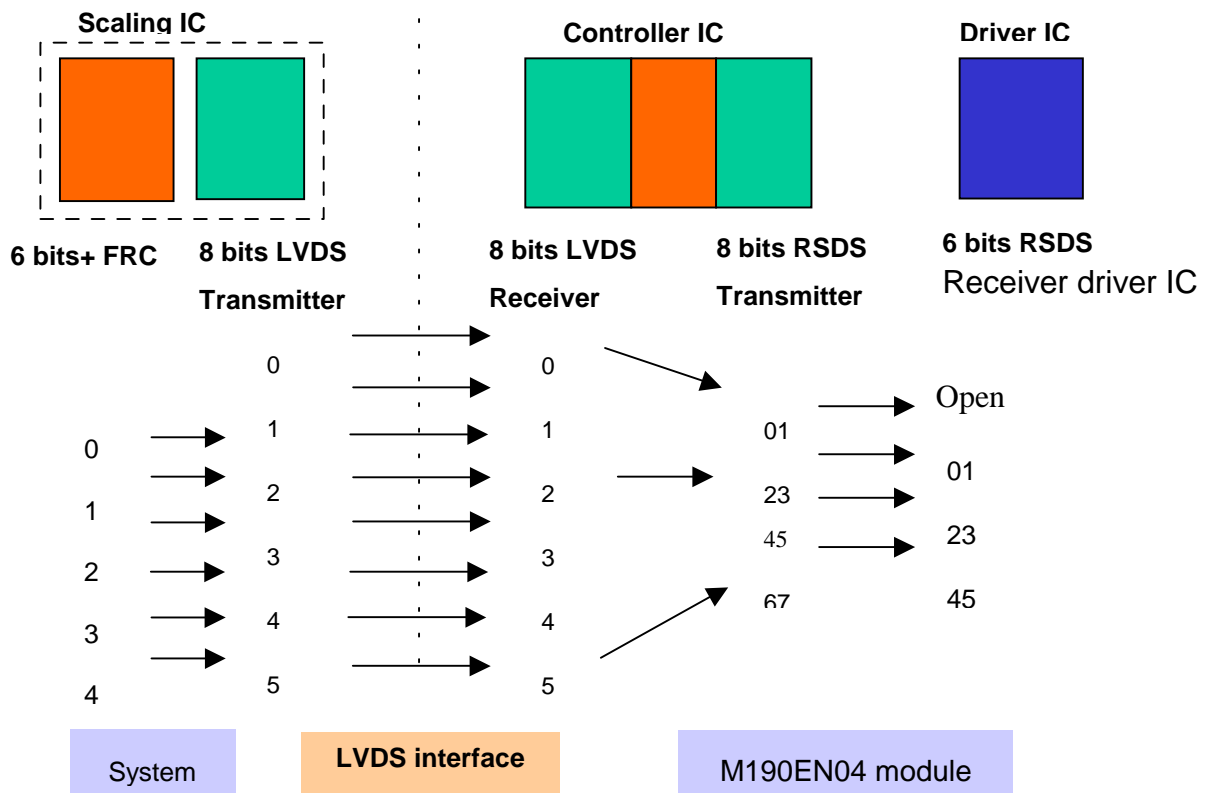 Scaling IC
Controller IC
Driver IC
6 bits+ FRC
8 bits LVDS
Transmitter
8 bits LVDS
Receiver
8 bits RSDS
Transmitter
6 bits RSDS
Receiver driver IC
0
1
2
3
4
0
1
2
3
4
5
0
1
2
3
4
5
01
23
45
67
Open
01
23
45
System
LVDS interface
M190EN04 module